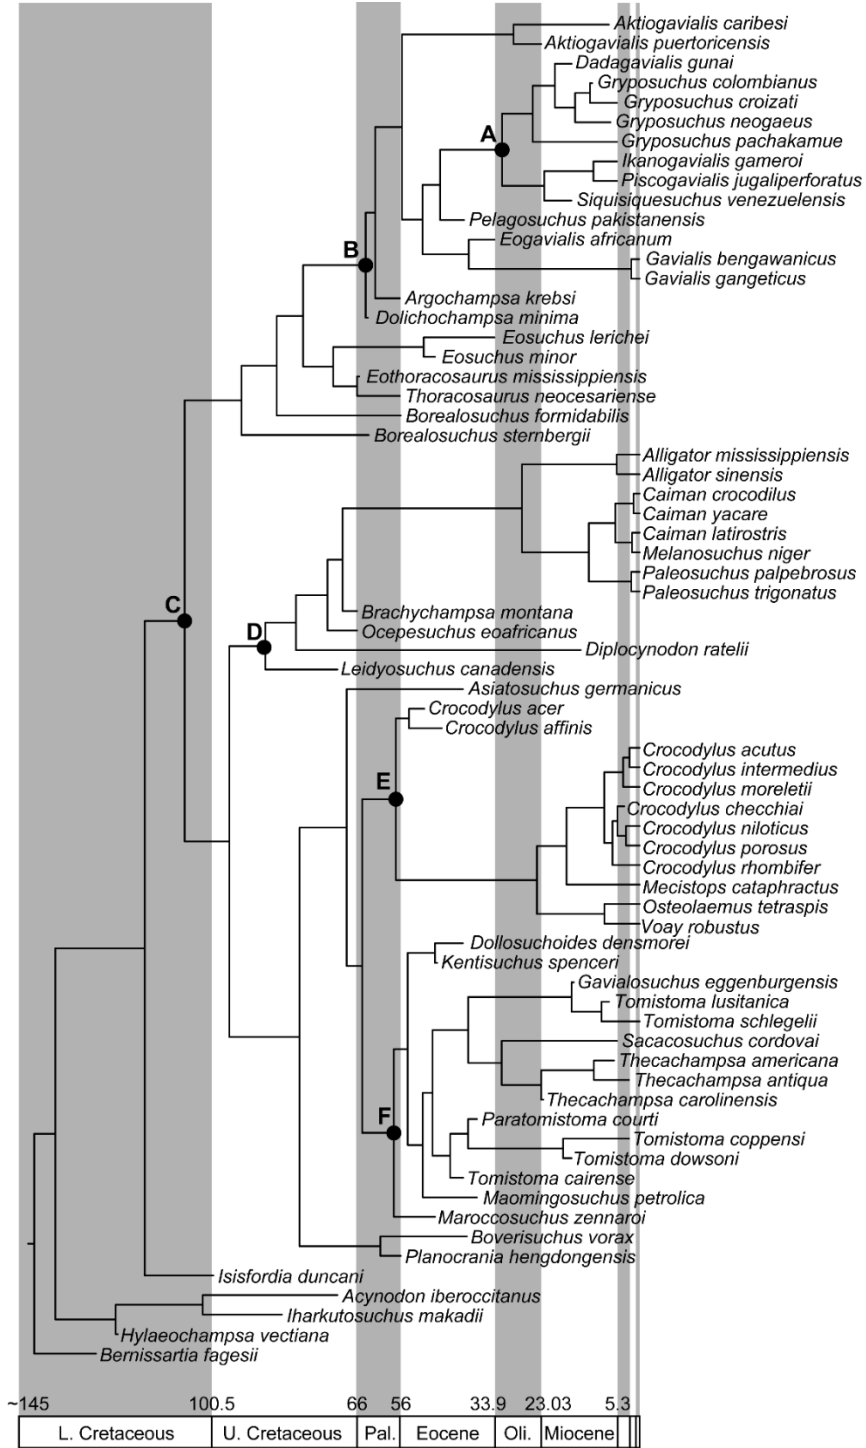 Aktiogavialis caribesi
Aktiogavialis puertoricensis
Dadagavialis gunai
Gryposuchus colombianus
Gryposuchus croizati
Gryposuchus neogaeus
A
Gryposuchus pachakamue
Ikanogavialis gameroi
Piscogavialis jugaliperforatus
Siquisiquesuchus venezuelensis
Pelagosuchus pakistanensis
Eogavialis africanum
B
Gavialis bengawanicus
Gavialis gangeticus
Argochampsa krebsi
Dolichochampsa minima
Eosuchus lerichei
Eosuchus minor
Eothoracosaurus mississippiensis
Thoracosaurus neocesariense
Borealosuchus formidabilis
Borealosuchus sternbergii
Alligator mississippiensis
Alligator sinensis
Caiman crocodilus
Caiman yacare
Caiman latirostris
Melanosuchus niger
Paleosuchus palpebrosus
Paleosuchus trigonatus
C
Brachychampsa montana
D
Ocepesuchus eoafricanus
Diplocynodon ratelii
Leidyosuchus canadensis
Asiatosuchus germanicus
Crocodylus acer
Crocodylus affinis
Crocodylus acutus
Crocodylus intermedius
E
Crocodylus moreletii
Crocodylus checchiai
Crocodylus niloticus
Crocodylus porosus
Crocodylus rhombifer
Mecistops cataphractus
Osteolaemus tetraspis
Voay robustus
Dollosuchoides densmorei
Kentisuchus spenceri
Gavialosuchus eggenburgensis
Tomistoma lusitanica
Tomistoma schlegelii
Sacacosuchus cordovai
Thecachampsa americana
Thecachampsa antiqua
Thecachampsa carolinensis
F
Paratomistoma courti
Tomistoma coppensi
Tomistoma dowsoni
Tomistoma cairense
Maomingosuchus petrolica
Maroccosuchus zennaroi
Boverisuchus vorax
Planocrania hengdongensis
Isisfordia duncani
Acynodon iberoccitanus
Iharkutosuchus makadii
Hylaeochampsa vectiana
Bernissartia fagesii
~145 100.5 66 56 33.9 23.03 5.3
L. Cretaceous U. Cretaceous Pal. Eocene Oli. Miocene